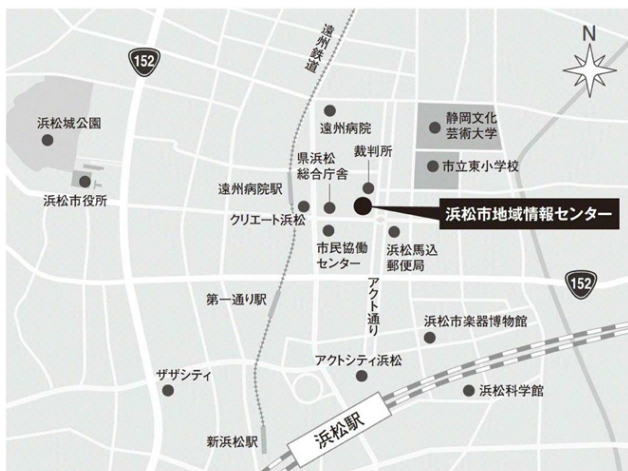 152
遠州鉄道
N
浜松城公園
遠州病院
静岡文化
芸術大学
裁判所
県浜松
総合庁舎
市立東小学校
浜松市役所
遠州病院駅
クリエート浜松
浜松市地域情報センター
市民協働
センター
浜松馬込
郵便局
152
第一通り駅
アクト通り
浜松市楽器博物館
アクトシティ浜松
ザザシティ
浜松科学館
新浜松駅
浜松駅